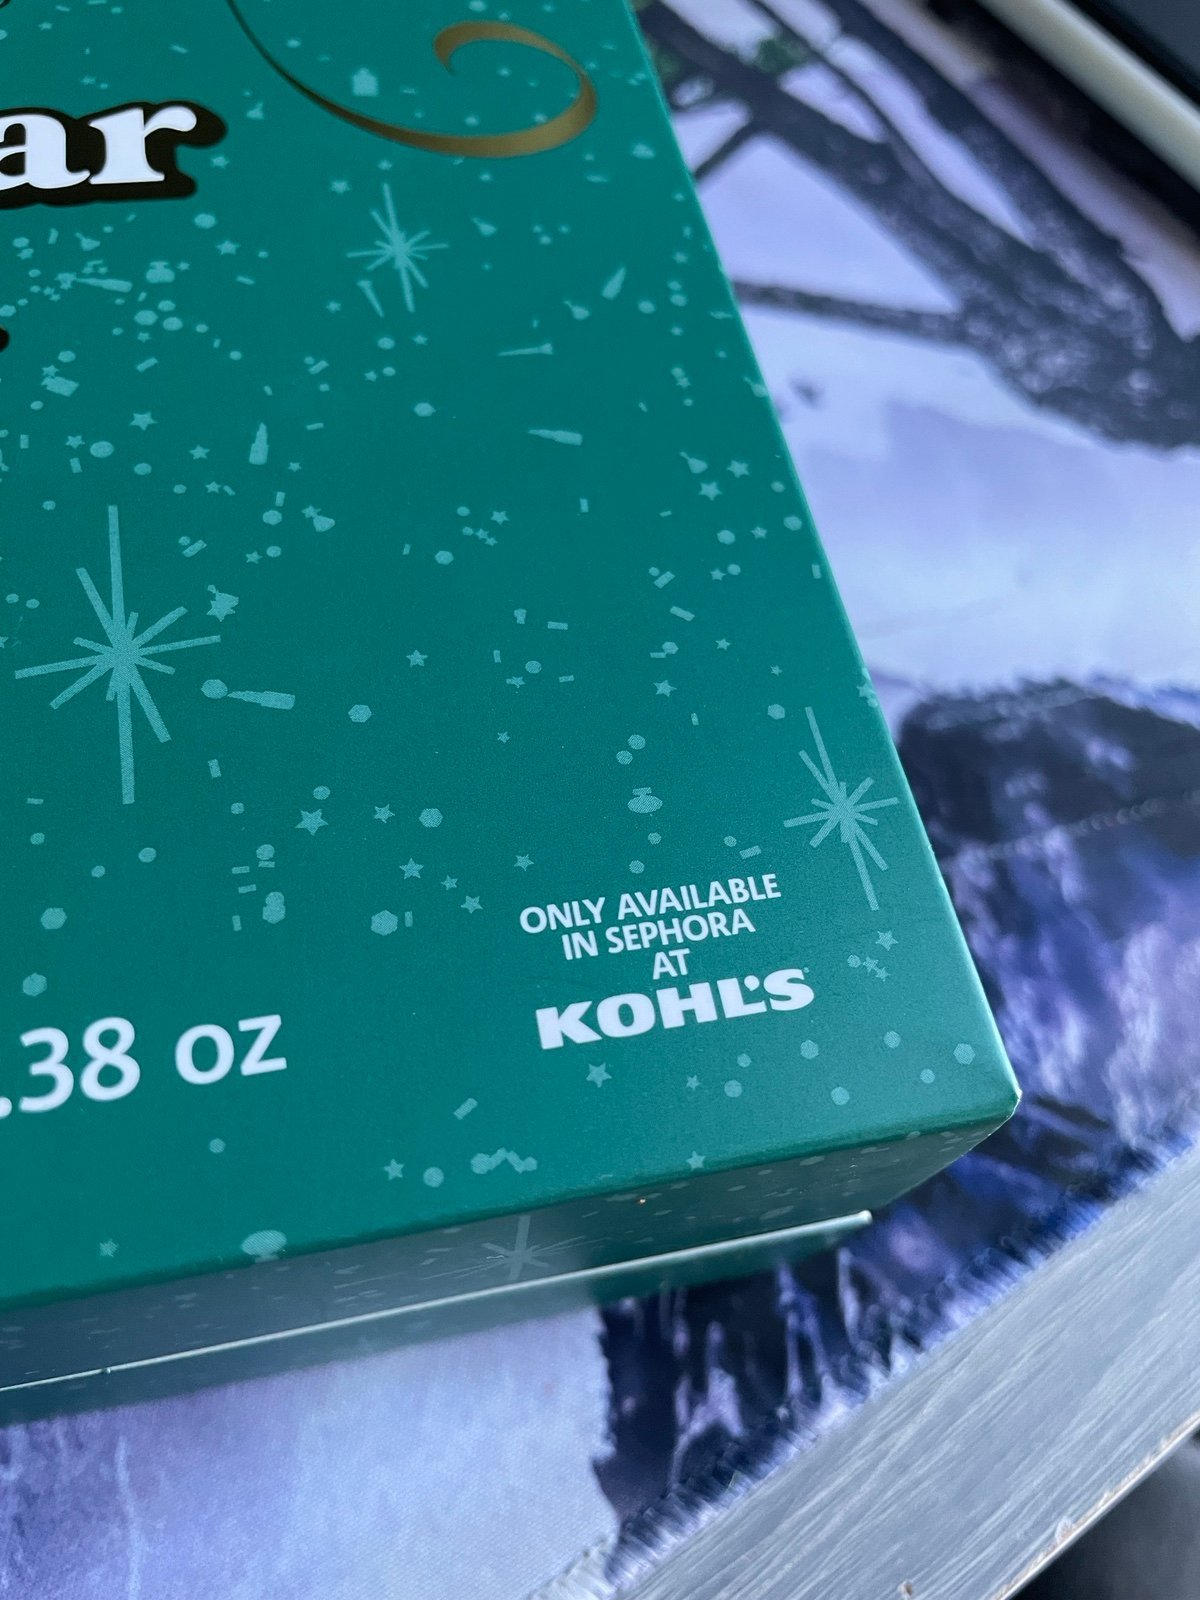 ar
.38 oz
ONLY AVAILABLE
IN SEPHORA
AT
KOHL'S